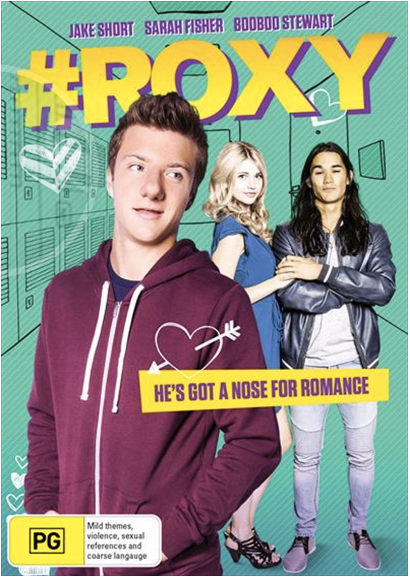 JAKE SHORT SARAH FISHER BOOBOO STEWART
#ROXY
HE'S GOT A NOSE FOR ROMANCE
PG
Mild themes,
violence, sexual
references and
coarse langauge